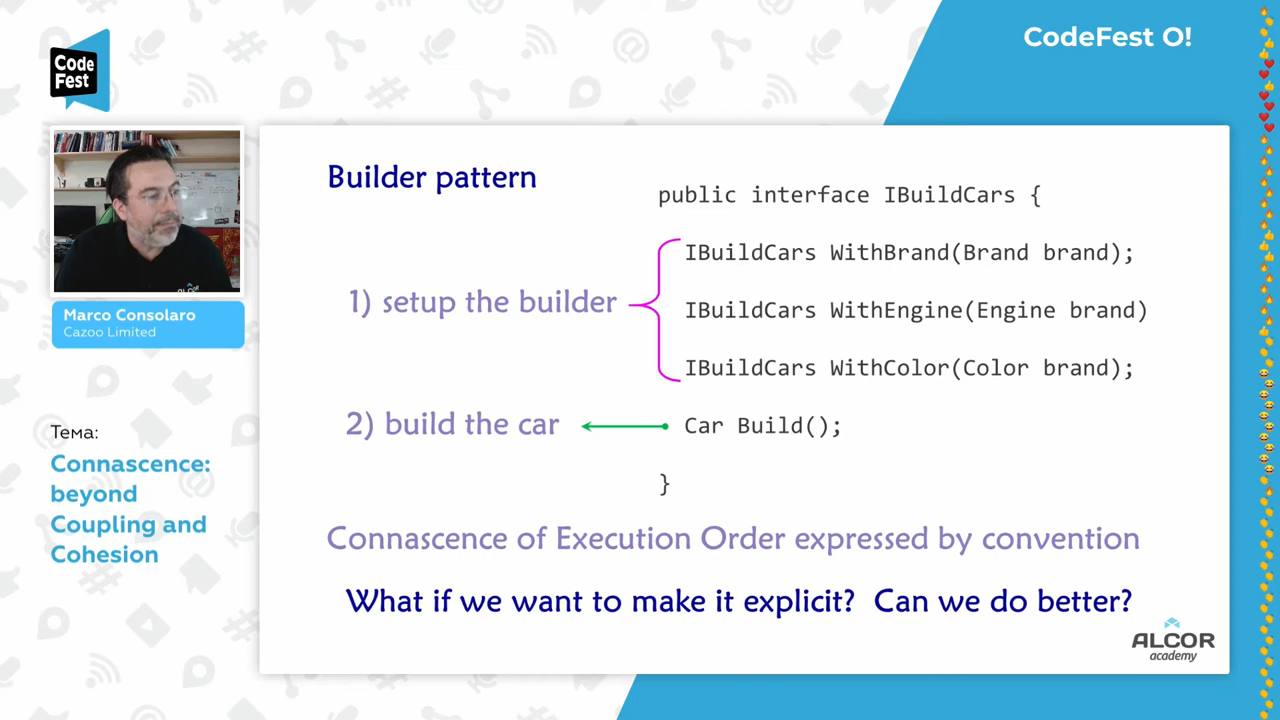 CodeFest O!
Code
Fest
Marco Consolaro
Cazoo Limited
Тема:
Connascence:
beyond
Coupling and
Cohesion
Builder pattern
public interface IBuildCars {
IBuildCars WithBrand(Brand brand);
1) setup the builder
IBuildCars WithEngine(Engine brand)
IBuildCars WithColor(Color brand);
2) build the car
Car Build();
}
Connascence of Execution Order expressed by convention
What if we want to make it explicit? Can we do better?
ALCOR
academy